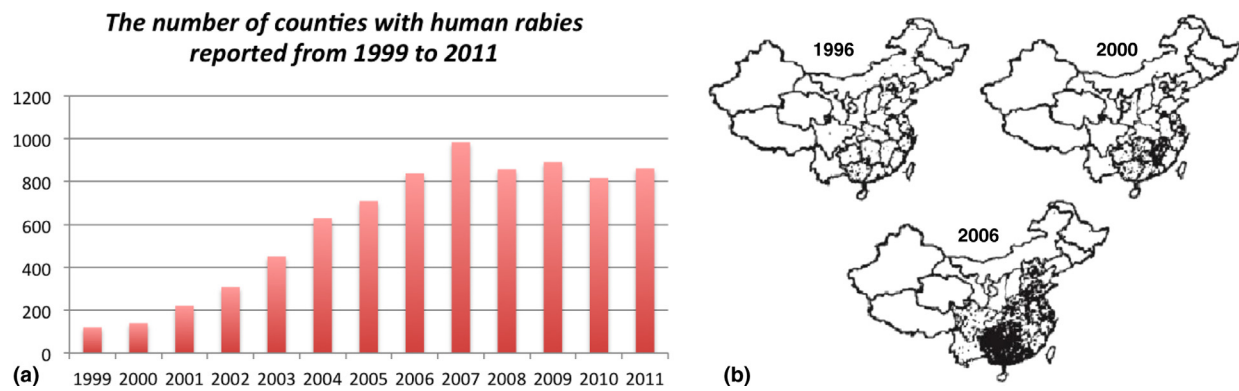 The number of counties with human rabies
reported from 1999 to 2011
1200
1000
800
600
400
200
0
1999 2000 2001 2002 2003 2004 2005 2006 2007 2008 2009 2010 2011
(a)
1996
2000
2006
(b)